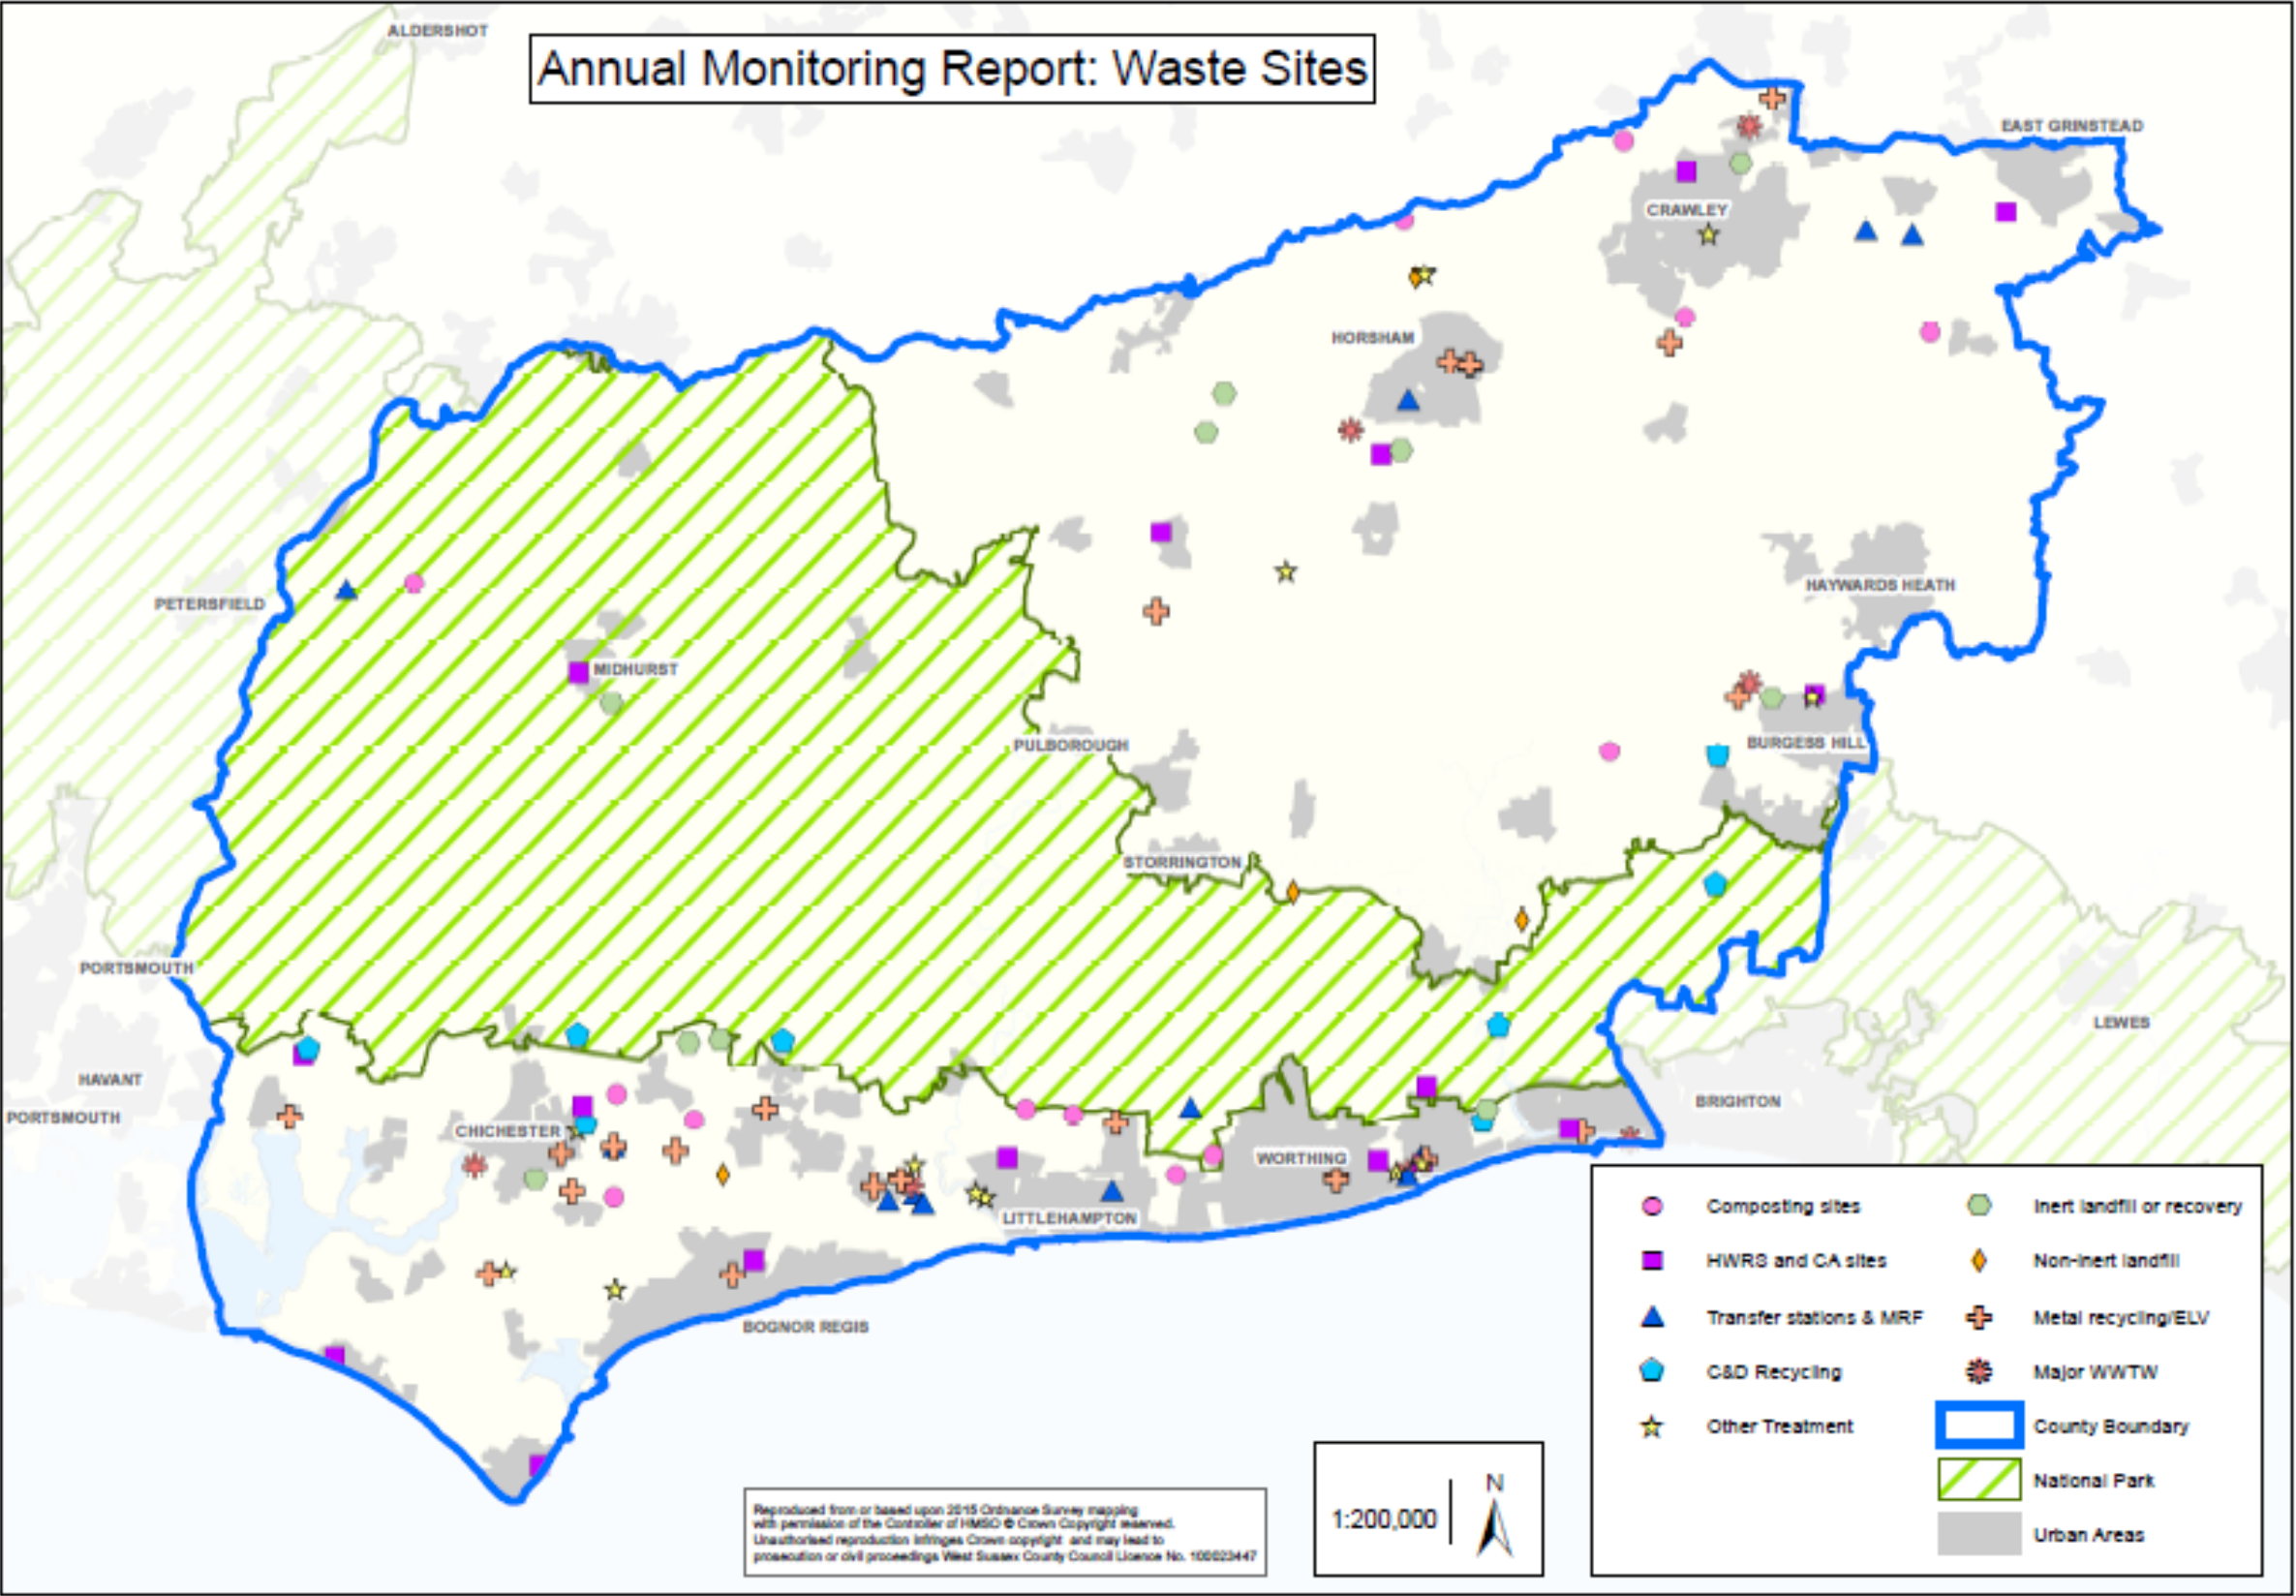 ALDERSHOT
Annual Monitoring Report: Waste Sites
EAST GRINSTEAD
CRAWLEY
HORSHAM
HAYWARDS HEATH
PETERSFIELD
MIDHURST
PULBOROUGH
BURGESS HILL
STORRINGTON
PORTSMOUTH
LEWES
HAVANT
PORTSMOUTH
BRIGHTON
CHICHESTER
WORTHING
LITTLEHAMPTON
BOGNOR REGIS
Composting sites
Inert landfill or recovery
HWRS and CA sites
Non-inert landfill
Transfer stations & MRF
Metal recycling/ELV
C&D Recycling
Major WWTW
Other Treatment
County Boundary
National Park
Urban Areas
N
1:200,000
Reproduced from or based upon 2015 Ordnance Survey mapping
with permission of the Controller of HMSO © Crown Copyright reserved.
Unauthorised reproduction infringes Crown copyright and may lead to
prosecution or civil proceedings West Sussex County Council Licence No. 100023447